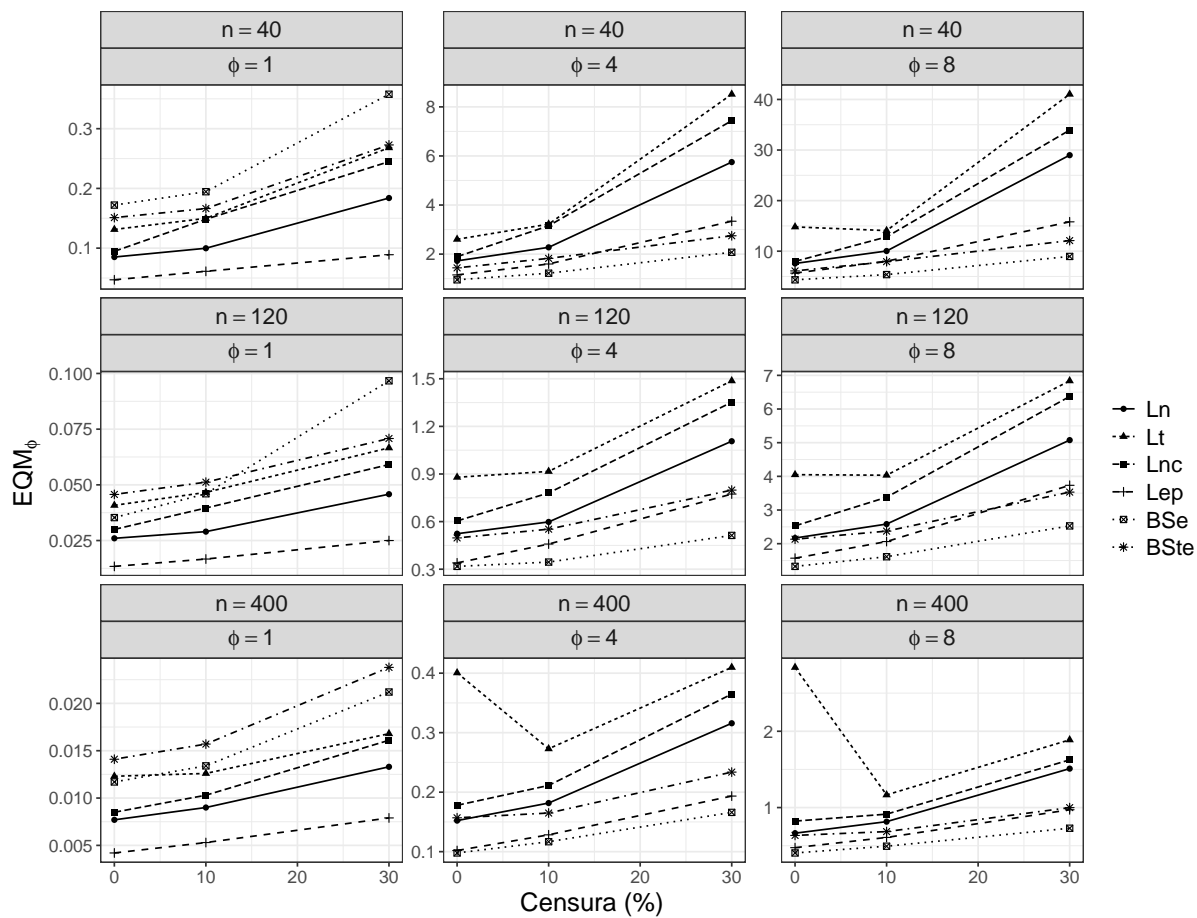 n = 40
n = 40
n = 40
ϕ = 1
ϕ = 4
ϕ = 8
0.3
0.2
0.1
8
6
4
2
40
30
20
10
n = 120
n = 120
n = 120
ϕ = 1
ϕ = 4
ϕ = 8
0.100
0.075
0.050
0.025
1.5
1.2
0.9
0.6
0.3
7
6
5
4
3
2
n = 400
n = 400
n = 400
ϕ = 1
ϕ = 4
ϕ = 8
0.020
0.015
0.010
0.005
0.4
0.3
0.2
0.1
2
1
0 10 20 30
0 10 20 30
0 10 20 30
Censura (%)
EQMϕ
Ln
Lt
Lnc
Lep
BSe
BSte